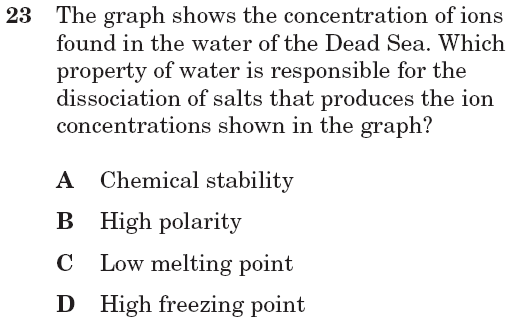 23 The graph shows the concentration of ions
found in the water of the Dead Sea. Which
property of water is responsible for the
dissociation of salts that produces the ion
concentrations shown in the graph?
A Chemical stability
B High polarity
C Low melting point
D High freezing point